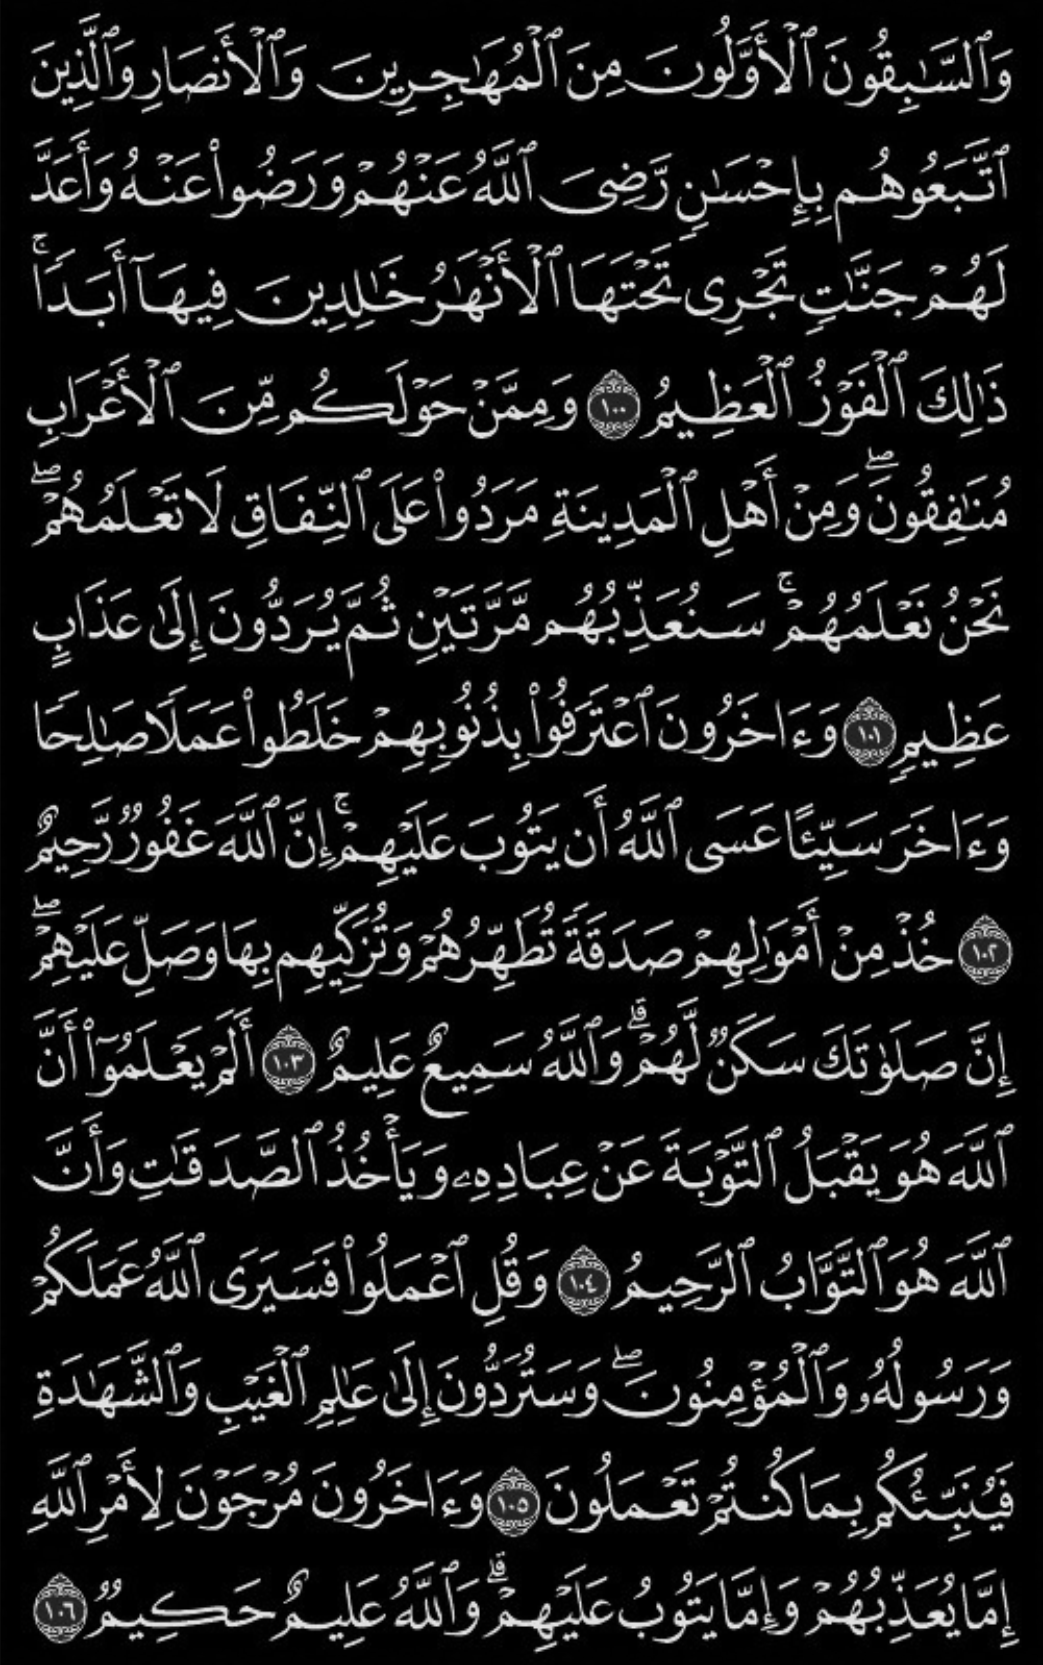 وَٱلسَّٰبِقُونَ ٱلْأَوَّلُونَ مِنَ ٱلْمُهَٰجِرِينَ وَٱلْأَنصَارِ وَٱلَّذِينَ
ٱتَّبَعُوهُم بِإِحْسَٰنٍ رَّضِىَ ٱللَّهُ عَنْهُمْ وَرَضُوا۟ عَنْهُ وَأَعَدَّ
لَهُمْ جَنَّٰتٍ تَجْرِى تَحْتَهَا ٱلْأَنْهَٰرُ خَٰلِدِينَ فِيهَآ أَبَدًا ۚ
ذَٰلِكَ ٱلْفَوْزُ ٱلْعَظِيمُ ١٠٠ وَمِمَّنْ حَوْلَكُم مِّنَ ٱلْأَعْرَابِ
مُنَٰفِقُونَ ۖ وَمِنْ أَهْلِ ٱلْمَدِينَةِ مَرَدُوا۟ عَلَى ٱلنِّفَاقِ لَا تَعْلَمُهُمْ ۖ
نَحْنُ نَعْلَمُهُمْ ۚ سَنُعَذِّبُهُم مَّرَّتَيْنِ ثُمَّ يُرَدُّونَ إِلَىٰ عَذَابٍ
عَظِيمٍ ١٠١ وَءَاخَرُونَ ٱعْتَرَفُوا۟ بِذُنُوبِهِمْ خَلَطُوا۟ عَمَلًا صَٰلِحًا
وَءَاخَرَ سَيِّئًا عَسَى ٱللَّهُ أَن يَتُوبَ عَلَيْهِمْ ۚ إِنَّ ٱللَّهَ غَفُورٌ رَّحِيمٌ
١٠٢ خُذْ مِنْ أَمْوَٰلِهِمْ صَدَقَةً تُطَهِّرُهُمْ وَتُزَكِّيهِم بِهَا وَصَلِّ عَلَيْهِمْ ۖ
إِنَّ صَلَوٰتَكَ سَكَنٌ لَّهُمْ ۗ وَٱللَّهُ سَمِيعٌ عَلِيمٌ ١٠٣ أَلَمْ يَعْلَمُوٓا۟ أَنَّ
ٱللَّهَ هُوَ يَقْبَلُ ٱلتَّوْبَةَ عَنْ عِبَادِهِۦ وَيَأْخُذُ ٱلصَّدَقَٰتِ وَأَنَّ
ٱللَّهَ هُوَ ٱلتَّوَّابُ ٱلرَّحِيمُ ١٠٤ وَقُلِ ٱعْمَلُوا۟ فَسَيَرَى ٱللَّهُ عَمَلَكُمْ
وَرَسُولُهُۥ وَٱلْمُؤْمِنُونَ ۖ وَسَتُرَدُّونَ إِلَىٰ عَٰلِمِ ٱلْغَيْبِ وَٱلشَّهَٰدَةِ
فَيُنَبِّئُكُم بِمَا كُنتُمْ تَعْمَلُونَ ١٠٥ وَءَاخَرُونَ مُرْجَوْنَ لِأَمْرِ ٱللَّهِ
إِمَّا يُعَذِّبُهُمْ وَإِمَّا يَتُوبُ عَلَيْهِمْ ۗ وَٱللَّهُ عَلِيمٌ حَكِيمٌ ١٠٦